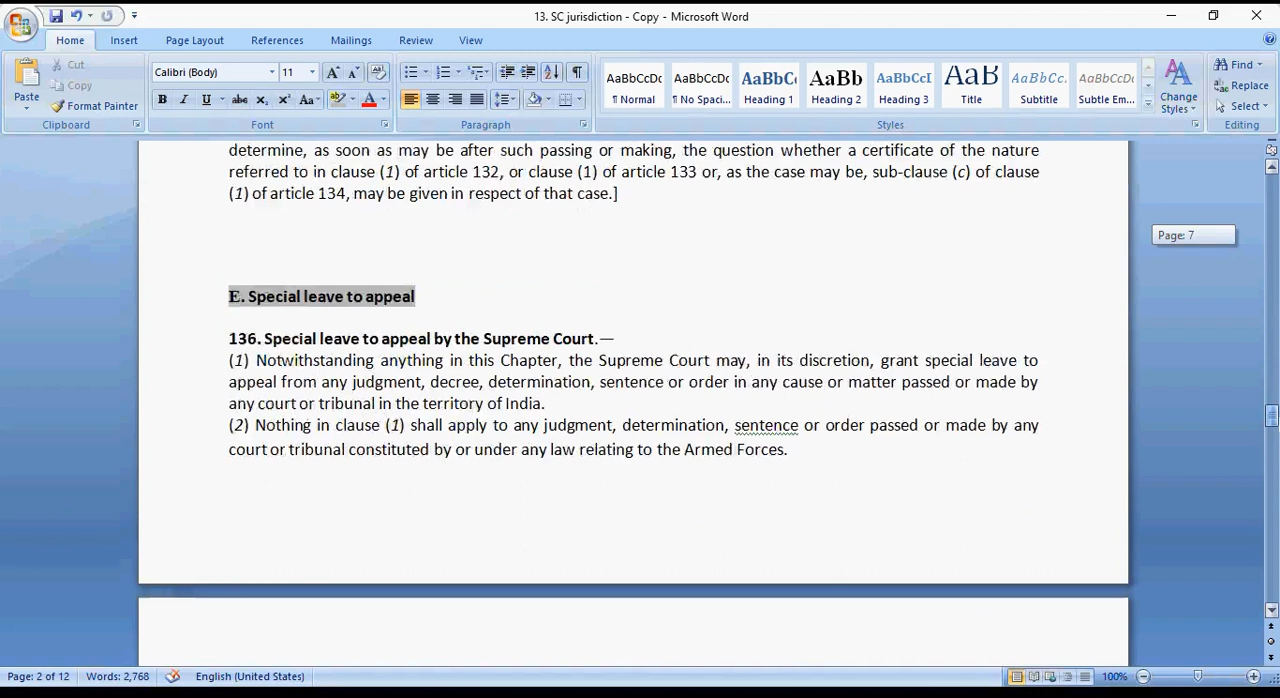 13. SC jurisdiction - Copy - Microsoft Word
Home Insert Page Layout References Mailings Review View
Paste
Cut
Copy
Format Painter
Clipboard
Calibri (Body) 11
B I U abc X₂ X² Aa
Font
Paragraph
AaBbCcDc AaBbCcDc AaBbCc AaBb AaBbCcI AaB AaBbCc. AaBbCcDc
¶ Normal ¶ No Spaci... Heading 1 Heading 2 Heading 3 Title Subtitle Subtle Em...
Styles
Change
Styles
Find
Replace
Select
Editing
determine, as soon as may be after such passing or making, the question whether a certificate of the nature
referred to in clause (1) of article 132, or clause (1) of article 133 or, as the case may be, sub-clause (c) of clause
(1) of article 134, may be given in respect of that case.]
Page: 7
E. Special leave to appeal
136. Special leave to appeal by the Supreme Court.—
(1) Notwithstanding anything in this Chapter, the Supreme Court may, in its discretion, grant special leave to
appeal from any judgment, decree, determination, sentence or order in any cause or matter passed or made by
any court or tribunal in the territory of India.
(2) Nothing in clause (1) shall apply to any judgment, determination, sentence or order passed or made by any
court or tribunal constituted by or under any law relating to the Armed Forces.
Page: 2 of 12 Words: 2,768 English (United States) 100%